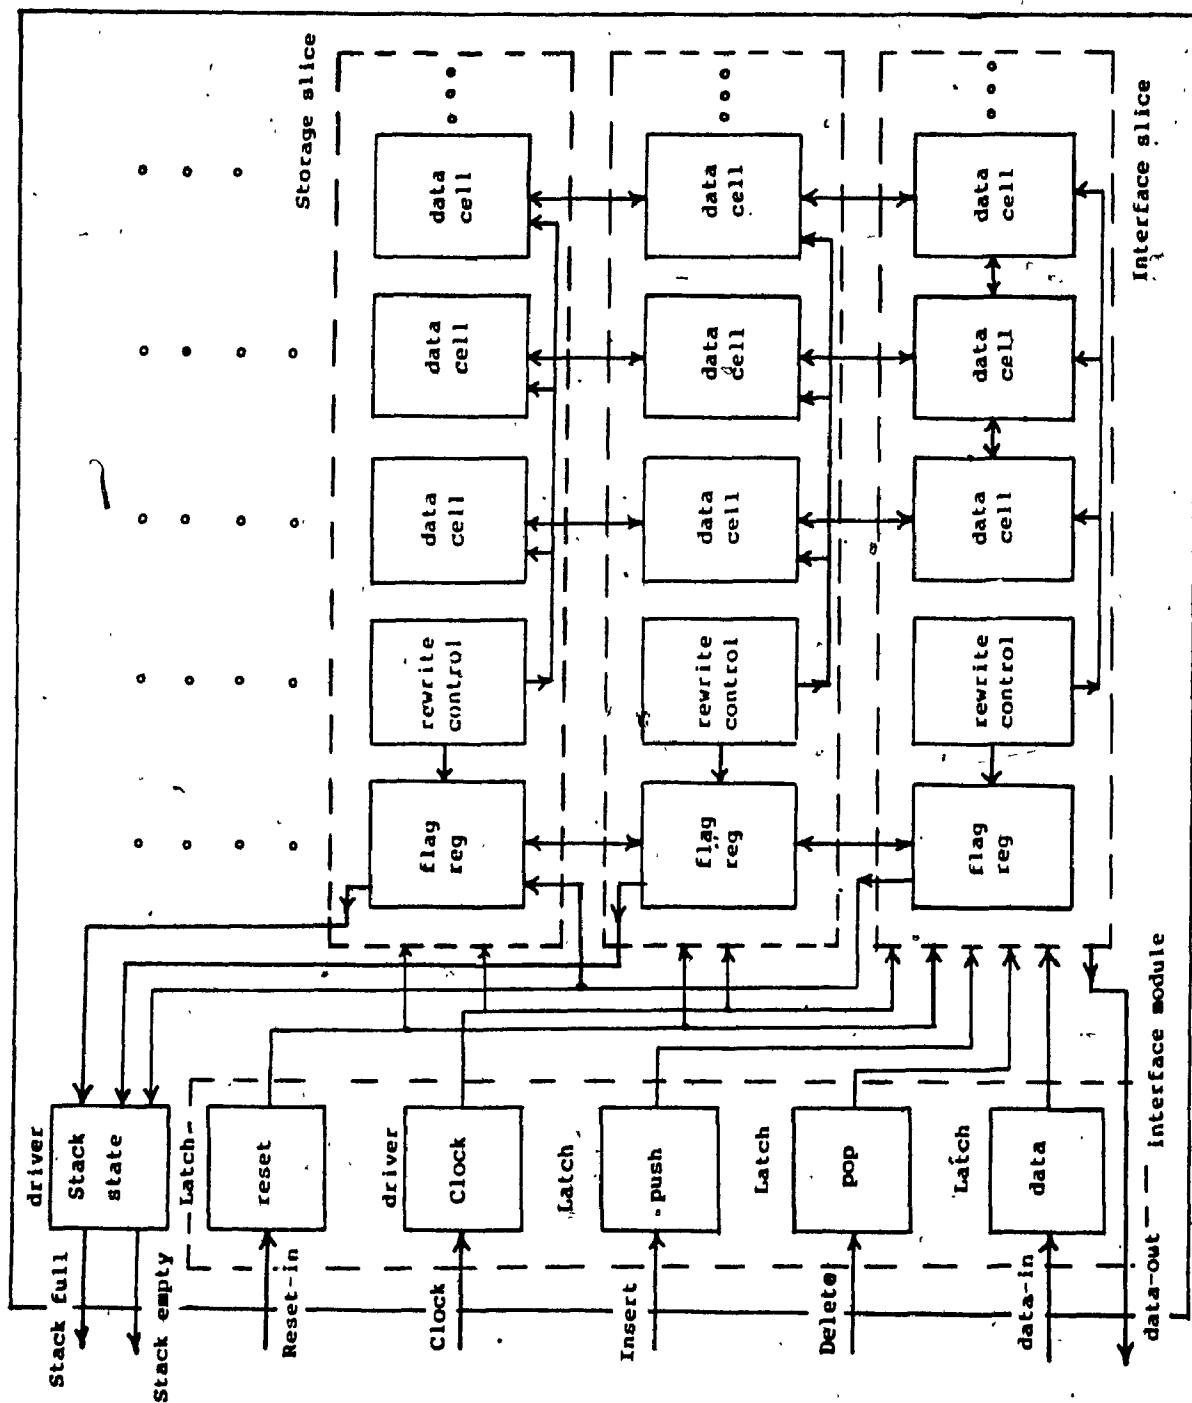 Stack full
Stack empty
driver
Stack
state
Reset-in
Latch
reset
Clock
driver
Clock
Insert
Latch
push
Delete
Latch
pop
data-in
Latch
data
data-out
interface module
Storage slice
flag
reg
rewrite
control
data
cell
data
cell
data
cell
flag
reg
rewrite
control
data
cell
data
cell
data
cell
flag
reg
rewrite
control
data
cell
data
cell
data
cell
Interface slice